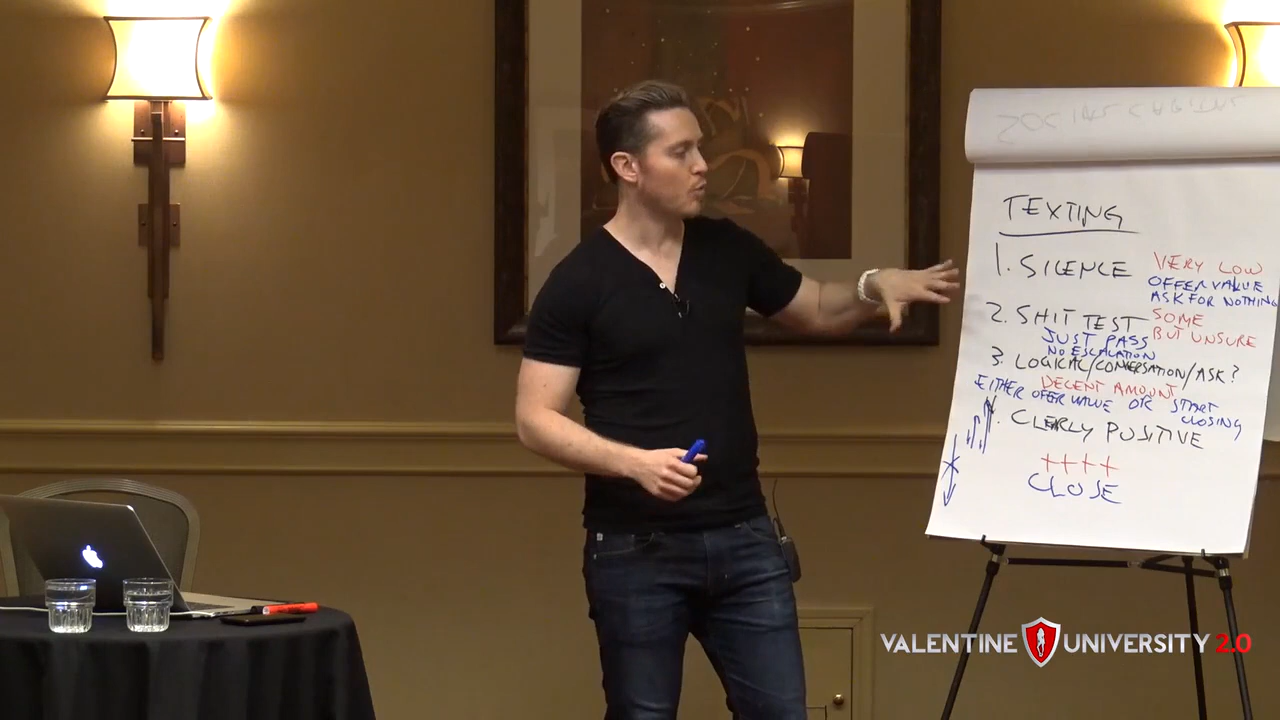 TEXTING
1. SILENCE VERY LOW
OFFER VALUE
ASK FOR NOTHING
2. SHIT TEST SOME
BUT UNSURE
JUST PASS
NO ESCALATION
3. LOGICAL/CONVERSATION/ASK?
DECENT AMOUNT
EITHER OFFER VALUE OR START
CLOSING
CLERLY POSITIVE
++++
CLOSE
VALENTINE UNIVERSITY 2.0